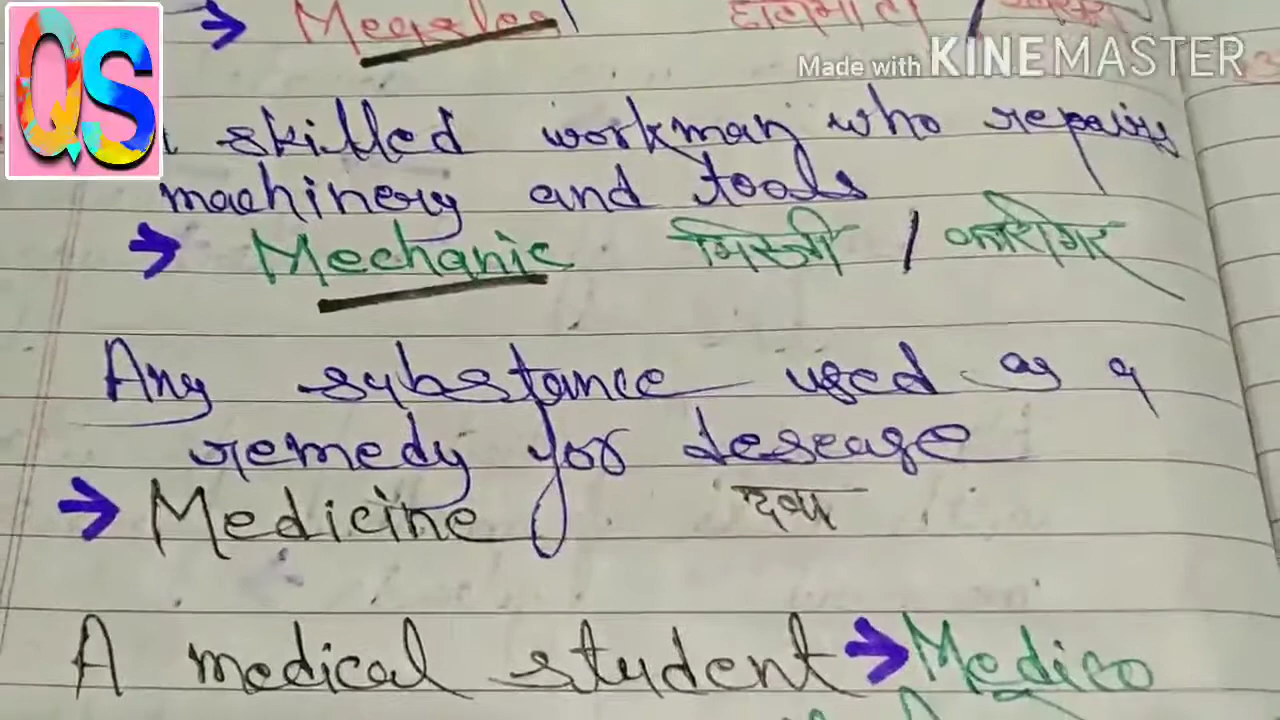 → Measles
Made with KINEMASTER
QS
skilled workman who repairs
machinery and tools
→ Mechanic मिस्त्री / कारीगर
Any substance used as a
remedy for desease
→ Medicine दवा
A medical student → Medico